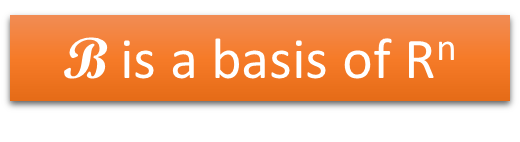 ℬ is a basis of Rⁿ